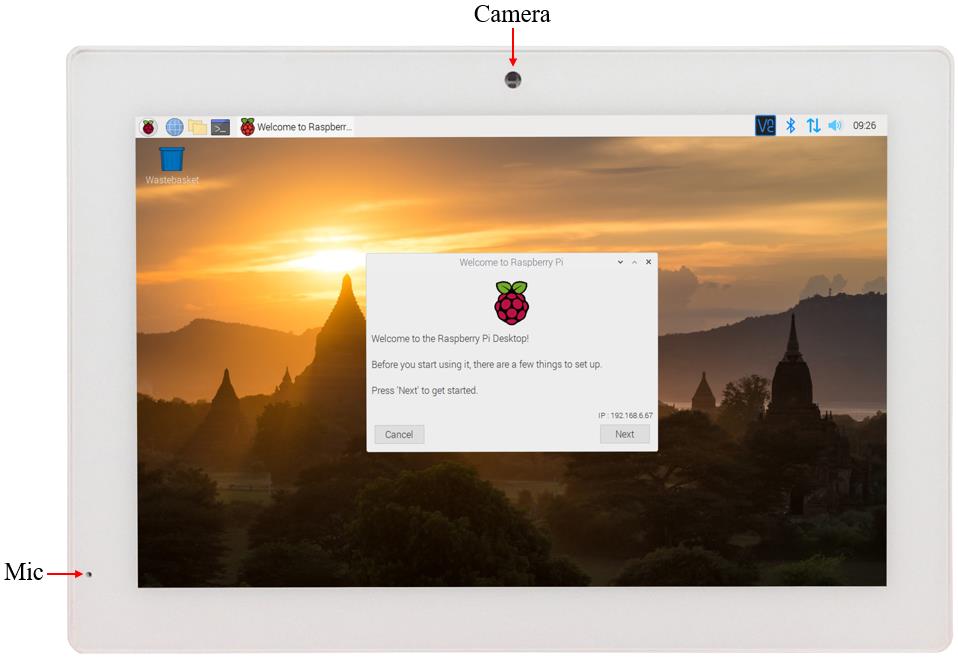 Camera
Welcome to Raspberr...
V2
09:26
Wastebasket
Welcome to Raspberry Pi
Welcome to the Raspberry Pi Desktop!
Before you start using it, there are a few things to set up.
Press 'Next' to get started.
IP : 192.168.6.67
Cancel
Next
Mic